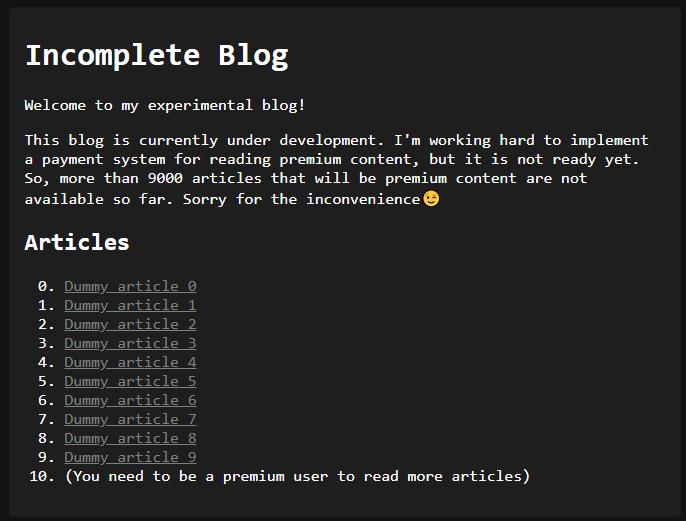 Incomplete Blog
Welcome to my experimental blog!
This blog is currently under development. I'm working hard to implement
a payment system for reading premium content, but it is not ready yet.
So, more than 9000 articles that will be premium content are not
available so far. Sorry for the inconvenience😉
Articles
0. Dummy article 0
1. Dummy article 1
2. Dummy article 2
3. Dummy article 3
4. Dummy article 4
5. Dummy article 5
6. Dummy article 6
7. Dummy article 7
8. Dummy article 8
9. Dummy article 9
10. (You need to be a premium user to read more articles)